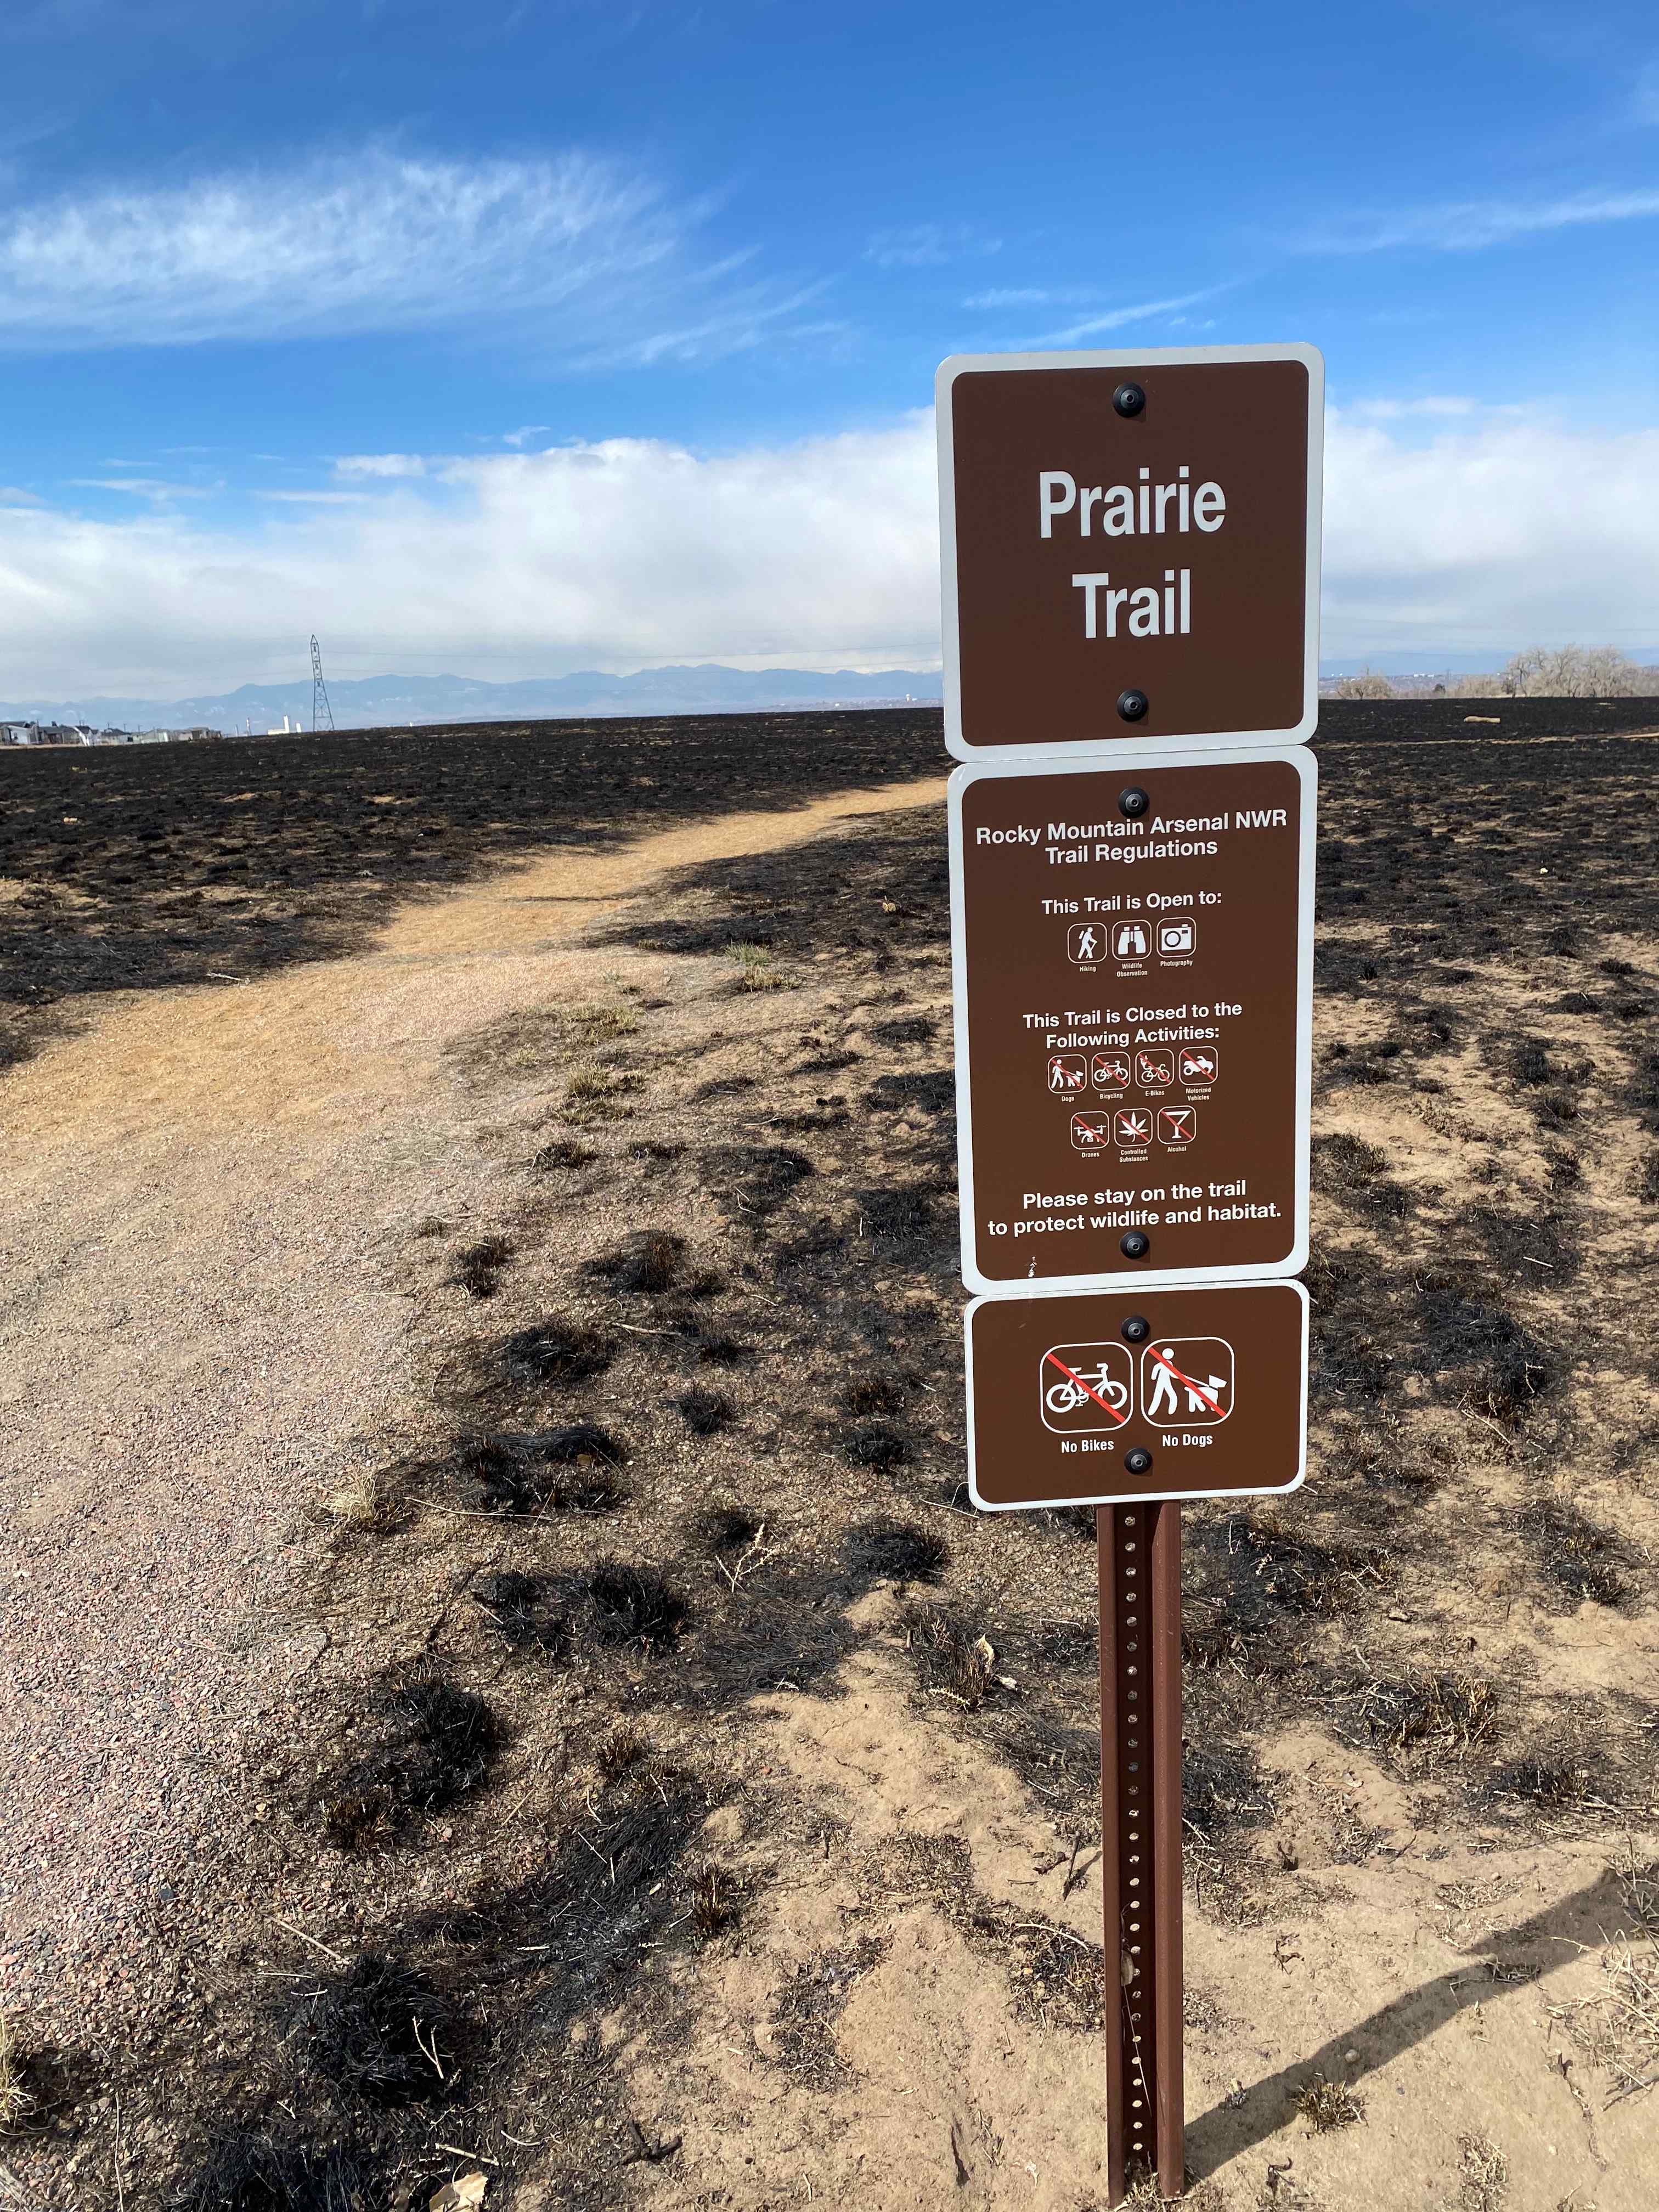 Prairie
Trail
Rocky Mountain Arsenal NWR
Trail Regulations
This Trail is Open to:
Hiking
Wildlife
Observation
Photography
This Trail is Closed to the
Following Activities:
Dogs
Bicycling
E-Bikes
Motorized
Vehicles
Drones
Controlled
Substances
Alcohol
Please stay on the trail
to protect wildlife and habitat.
No Bikes
No Dogs